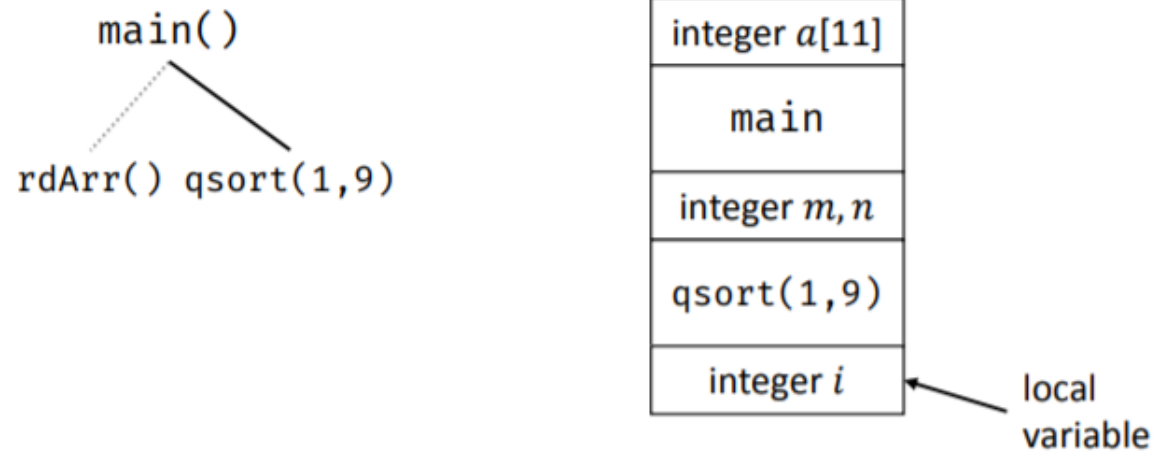 main()
rdArr() qsort(1,9)
integer a[11]
main
integer m, n
qsort(1,9)
integer i
local
variable